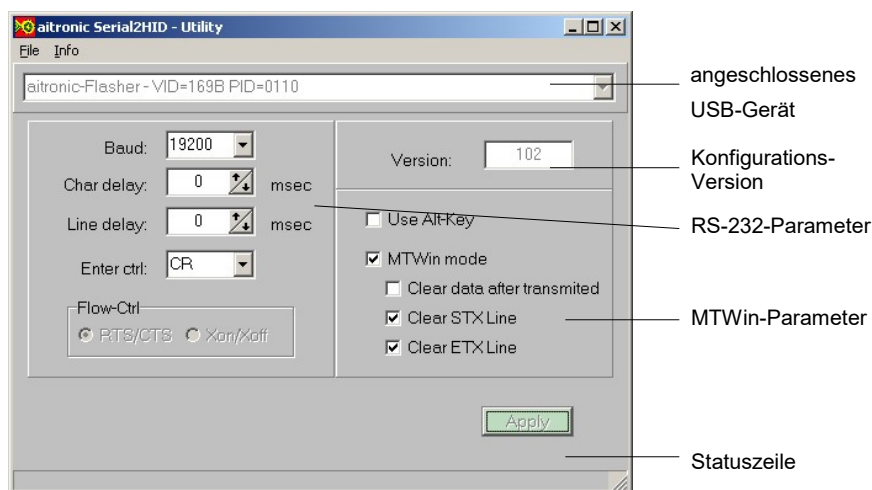 aitronic Serial2HID - Utility
File Info
aitronic-Flasher - VID=169B PID=0110
angeschlossenes
USB-Gerät
Baud: 19200
Version: 102
Konfigurations-
Version
Char delay: 0 msec
Line delay: 0 msec
Use Alt-Key
RS-232-Parameter
Enter ctrl: CR
MTWin mode
Clear data after transmited
Flow-Ctrl
RTS/CTS Xon/Xoff
Clear STX Line
MTWin-Parameter
Clear ETX Line
Apply
Statuszeile